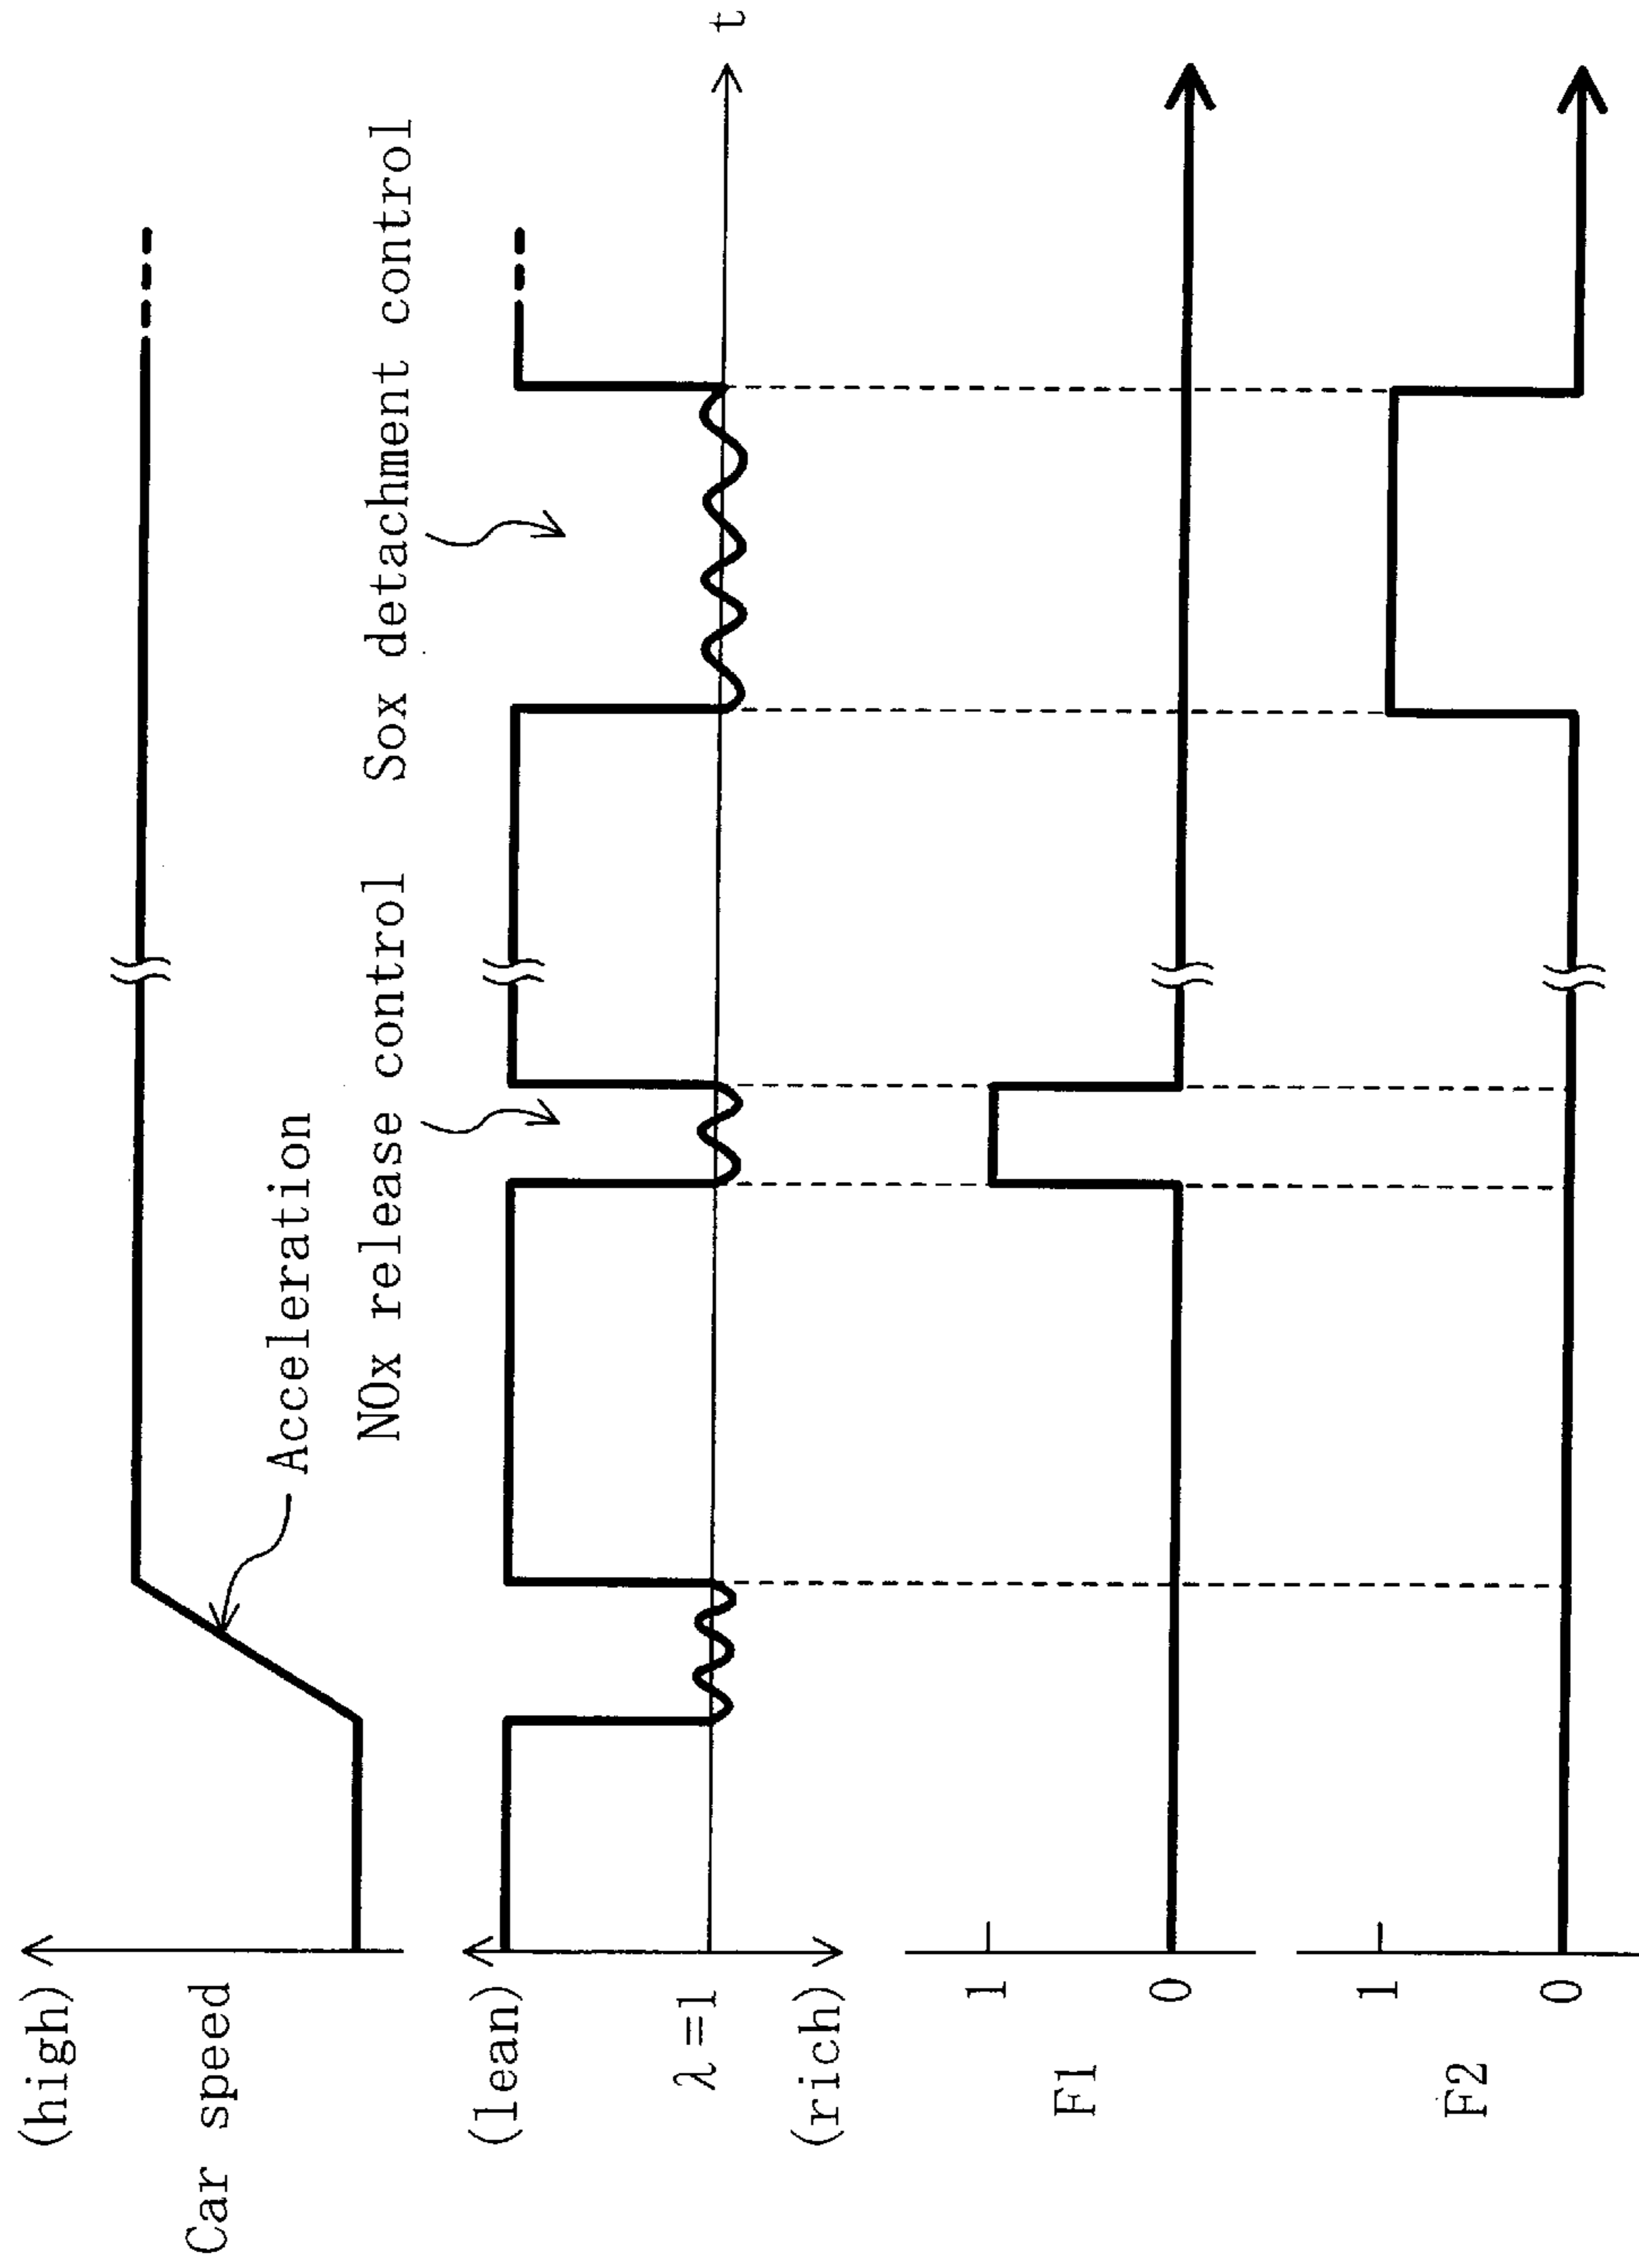 (high)
Car speed
Acceleration
(lean)
λ=1
(rich)
NOx release control
Sox detachment control
t
F1
1
0
F2
1
0